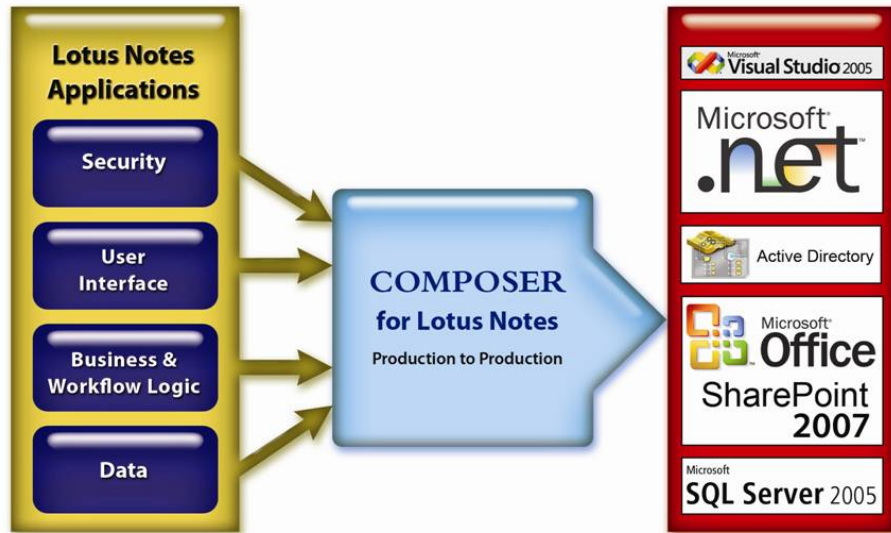 Lotus Notes
Applications
Security
User
Interface
Business &
Workflow Logic
Data
COMPOSER
for Lotus Notes
Production to Production
Microsoft
Visual Studio 2005
Microsoft®
.net
Active Directory
Microsoft®
Office
SharePoint
2007
Microsoft
SQL Server 2005